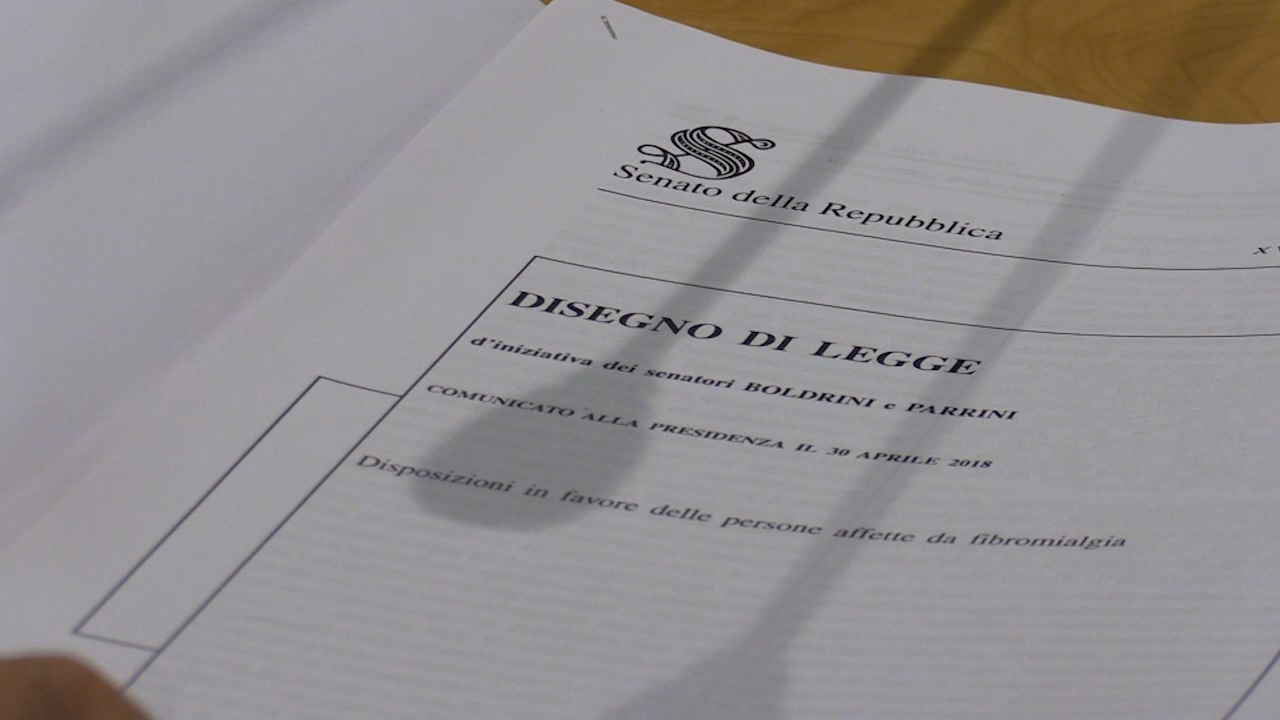 Senato della Repubblica
DISEGNO DI LEGGE
d'iniziativa dei senatori BOLDRINI e PARRINI
COMUNICATO ALLA PRESIDENZA IL 30 APRILE 2018
Disposizioni in favore delle persone affette da fibromialgia